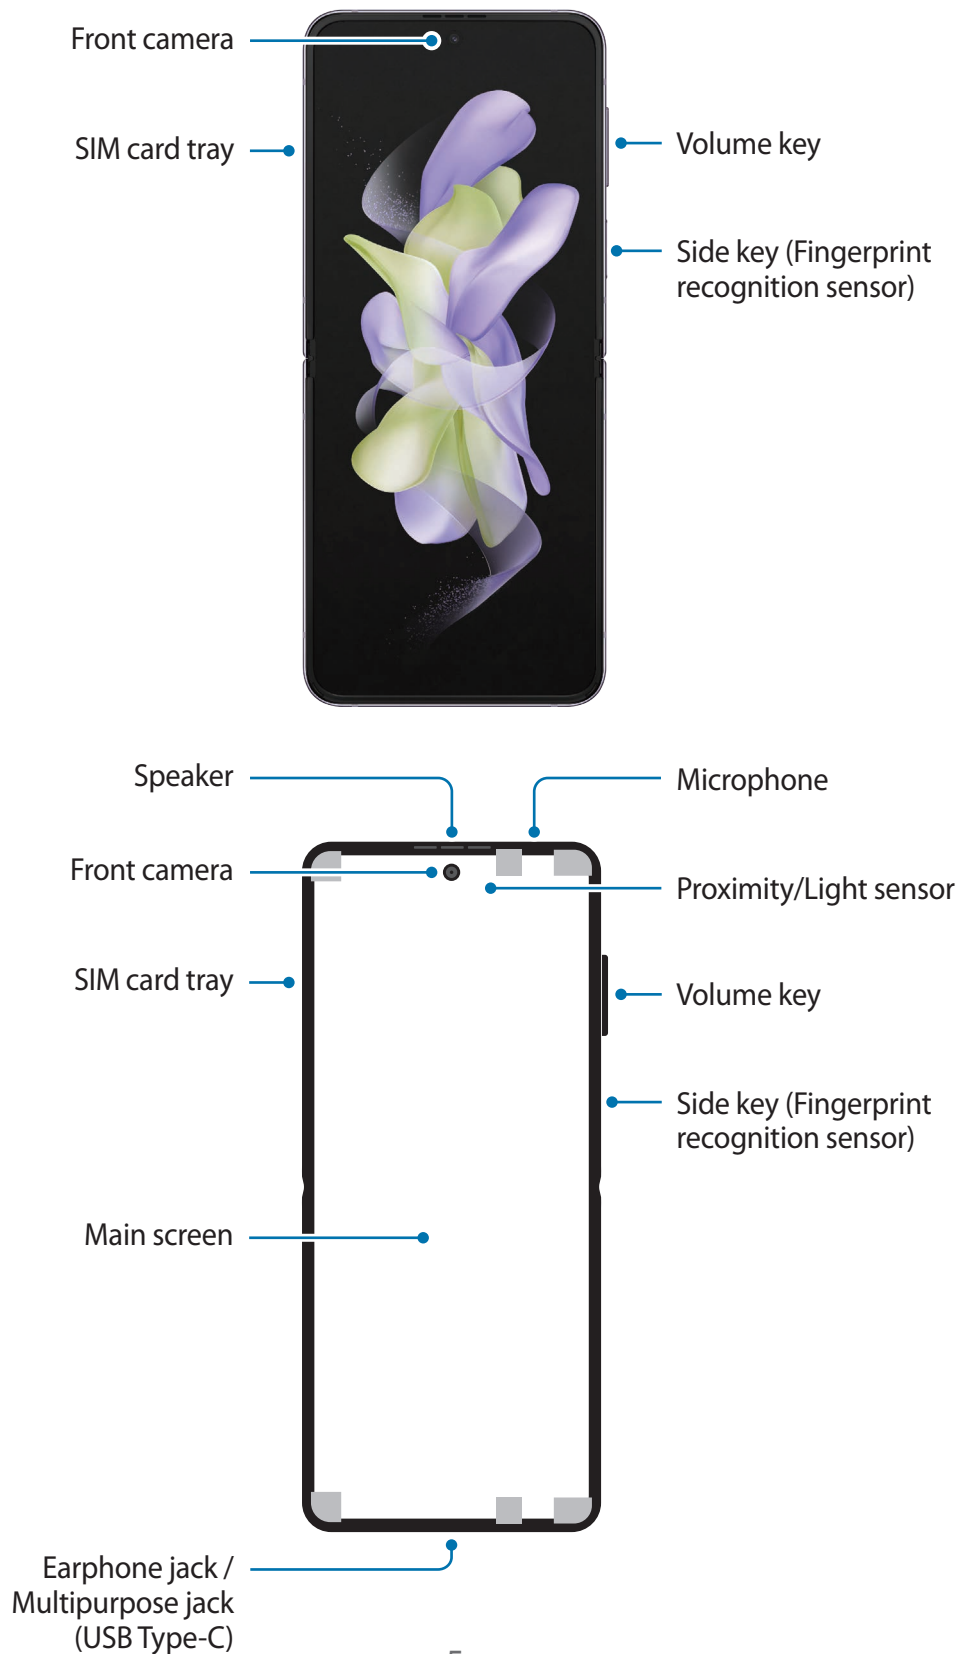 Front camera
SIM card tray
Volume key
Side key (Fingerprint
recognition sensor)
Speaker
Microphone
Front camera
Proximity/Light sensor
SIM card tray
Volume key
Side key (Fingerprint
recognition sensor)
Main screen
Earphone jack /
Multipurpose jack
(USB Type-C)